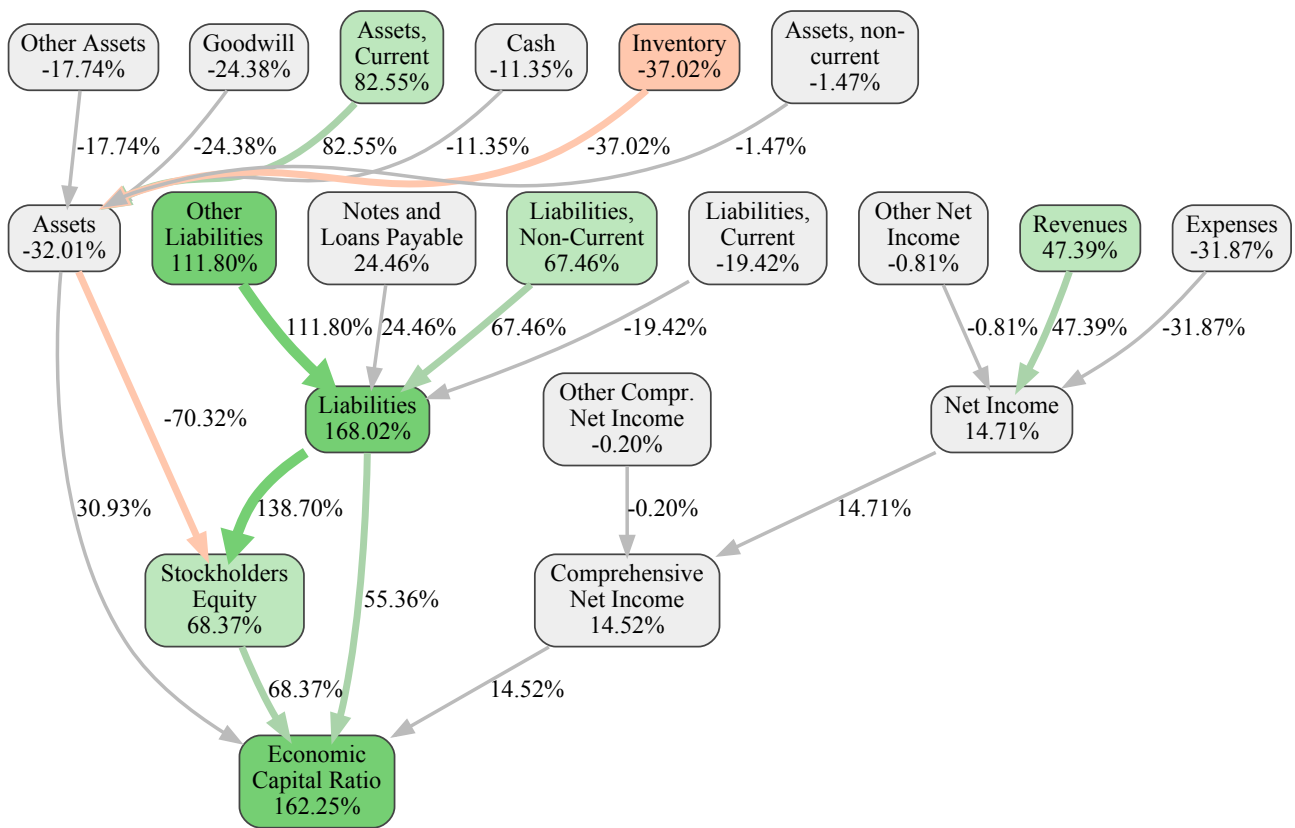 Other Assets
-17.74%
Goodwill
-24.38%
Assets,
Current
82.55%
Cash
-11.35%
Inventory
-37.02%
Assets, non-
current
-1.47%
-17.74%
-24.38%
82.55%
-11.35%
-37.02%
-1.47%
Assets
-32.01%
Other
Liabilities
111.80%
Notes and
Loans Payable
24.46%
Liabilities,
Non-Current
67.46%
Liabilities,
Current
-19.42%
Other Net
Income
-0.81%
Revenues
47.39%
Expenses
-31.87%
111.80%
24.46%
67.46%
-19.42%
-0.81%
47.39%
-31.87%
Liabilities
168.02%
Other Compr.
Net Income
-0.20%
Net Income
14.71%
-70.32%
30.93%
138.70%
-0.20%
14.71%
Stockholders
Equity
68.37%
55.36%
Comprehensive
Net Income
14.52%
68.37%
14.52%
Economic
Capital Ratio
162.25%